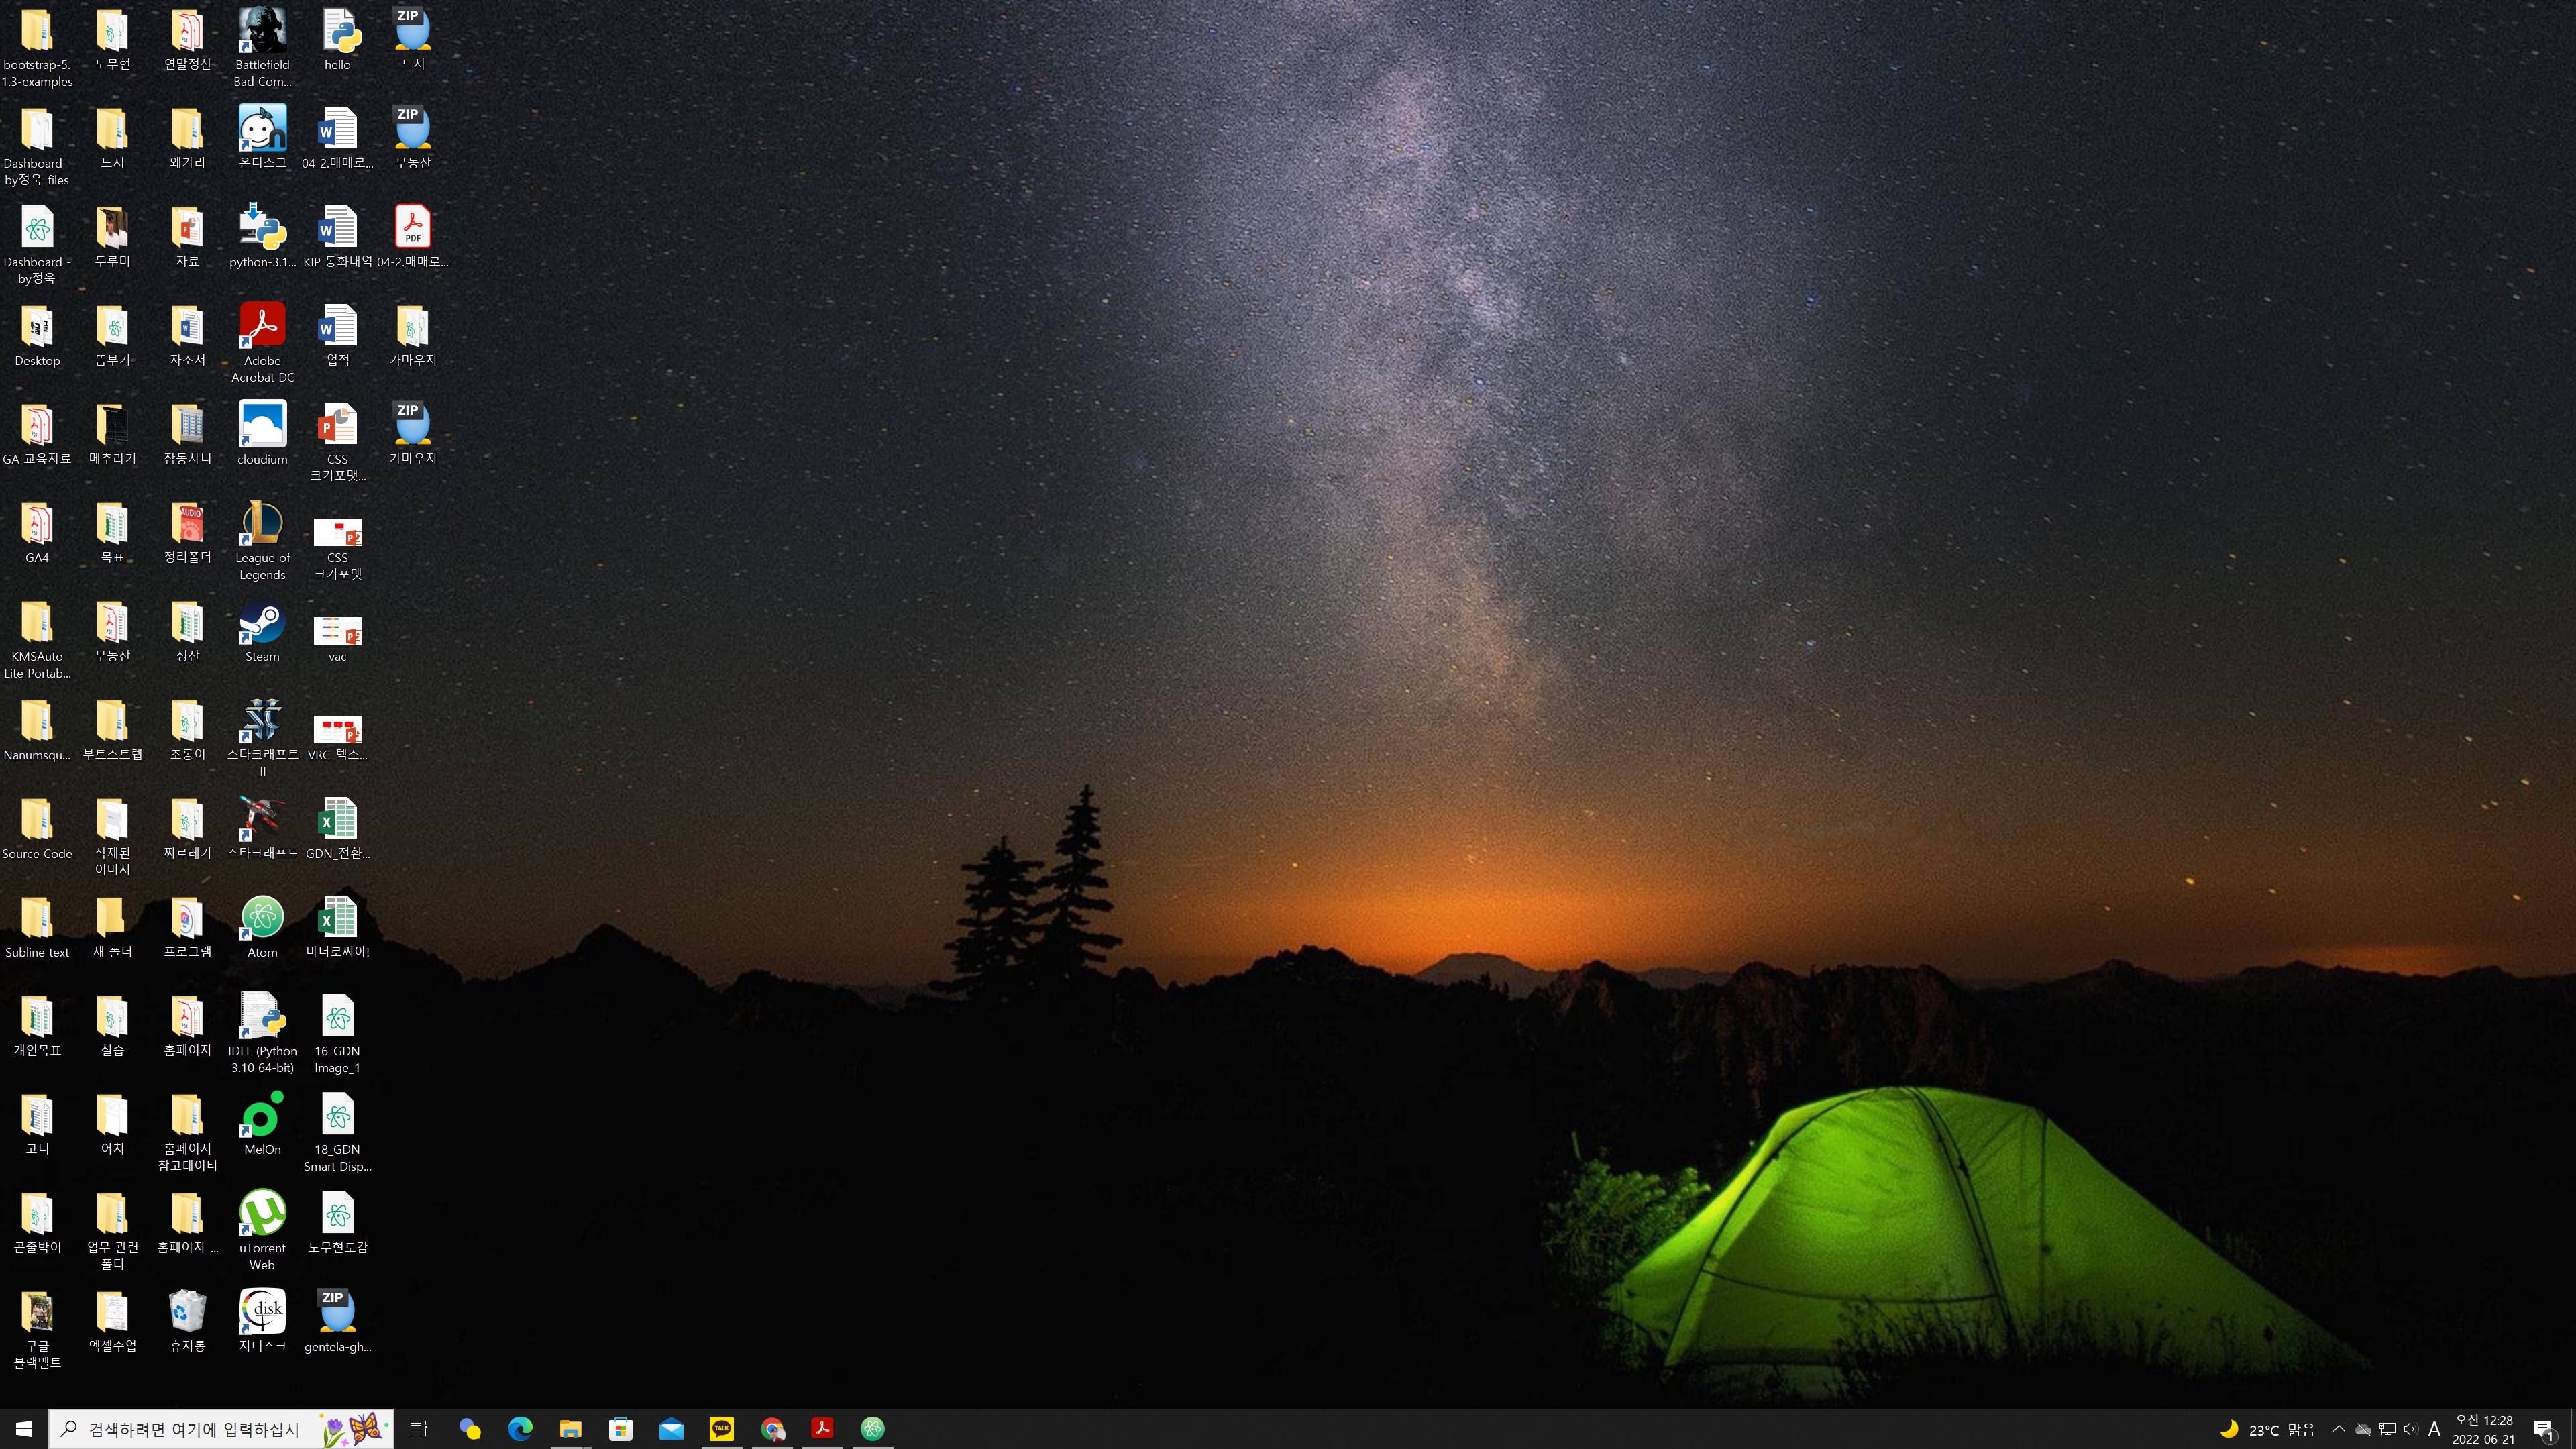 bootstrap-5.
1.3-examples
노무현
연말정산
Battlefield
Bad Com...
hello
ZIP
느시
Dashboard -
by정욱_files
느시
왜가리
온디스크
04-2.매매로...
ZIP
부동산
Dashboard -
by정욱
두루미
자료
python-3.1...
KIP 통화내역
PDF
04-2.매매로...
Desktop
뜸부기
자소서
Adobe
Acrobat DC
업적
가마우지
GA 교육자료
메추라기
잡동사니
cloudium
CSS
크기포맷...
ZIP
가마우지
GA4
목표
AUDIO
정리폴더
League of
Legends
CSS
크기포맷
KMSAuto
Lite Portab...
부동산
정산
Steam
vac
Nanumsqu...
부트스트랩
조롱이
스타크래프트
II
VRC_텍스...
Source Code
삭제된
이미지
찌르레기
스타크래프트
GDN_전환...
Subline text
새 폴더
프로그램
Atom
마더로씨아!
개인목표
실습
홈페이지
IDLE (Python
3.10 64-bit)
16_GDN
Image_1
고니
어치
홈페이지
참고데이터
MelOn
18_GDN
Smart Disp...
곤줄박이
업무 관련
폴더
홈페이지_...
uTorrent
Web
노무현도감
구글
블랙벨트
엑셀수업
휴지통
disk
지디스크
ZIP
gentela-gh...
검색하려면 여기에 입력하십시
TALK
23°C 맑음
A
오전 12:28
2022-06-21
1